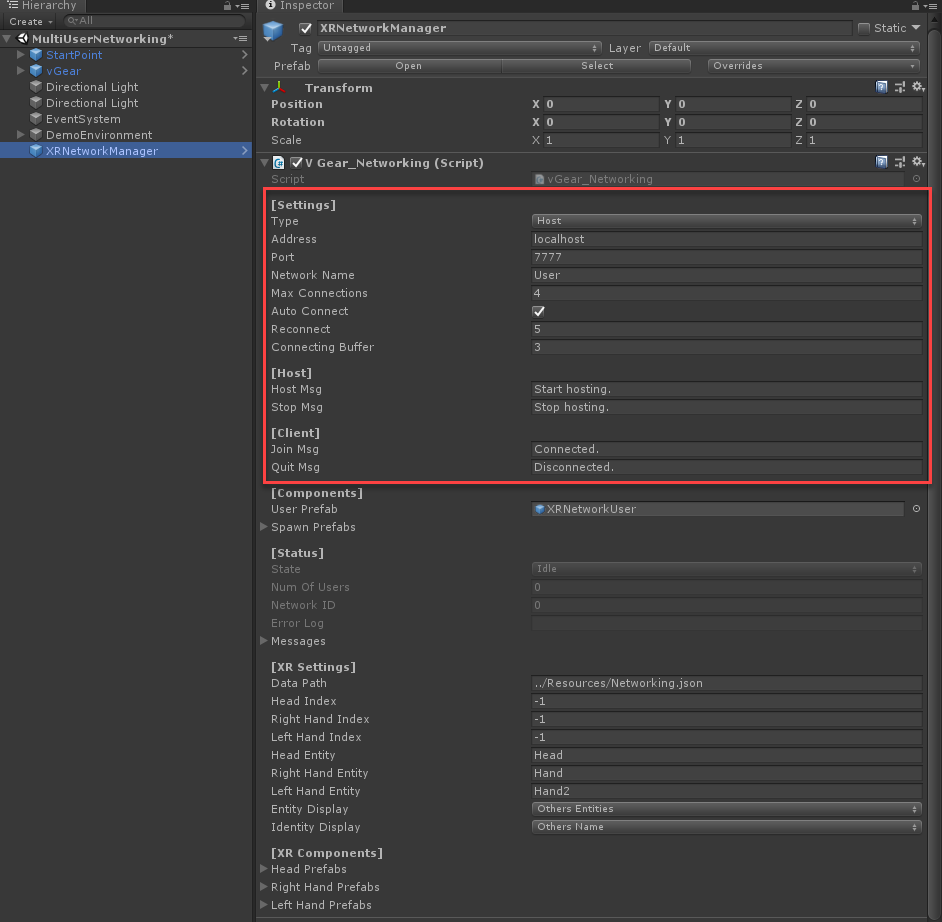 Hierarchy
Create
All
MultiUserNetworking*
StartPoint
vGear
Directional Light
Directional Light
EventSystem
DemoEnvironment
XRNetworkManager
Inspector
XRNetworkManager
Static
Tag Untagged Layer Default
Prefab Open Select Overrides
Transform
Position X 0 Y 0 Z 0
Rotation X 0 Y 0 Z 0
Scale X 1 Y 1 Z 1
V Gear_Networking (Script)
Script vGear_Networking
[Settings]
Type Host
Address localhost
Port 7777
Network Name User
Max Connections 4
Auto Connect
Reconnect 5
Connecting Buffer 3
[Host]
Host Msg Start hosting.
Stop Msg Stop hosting.
[Client]
Join Msg Connected.
Quit Msg Disconnected.
[Components]
User Prefab XRNetworkUser
Spawn Prefabs
[Status]
State Idle
Num Of Users 0
Network ID 0
Error Log
Messages
[XR Settings]
Data Path ../Resources/Networking.json
Head Index -1
Right Hand Index -1
Left Hand Index -1
Head Entity Head
Right Hand Entity Hand
Left Hand Entity Hand2
Entity Display Others Entities
Identity Display Others Name
[XR Components]
Head Prefabs
Right Hand Prefabs
Left Hand Prefabs